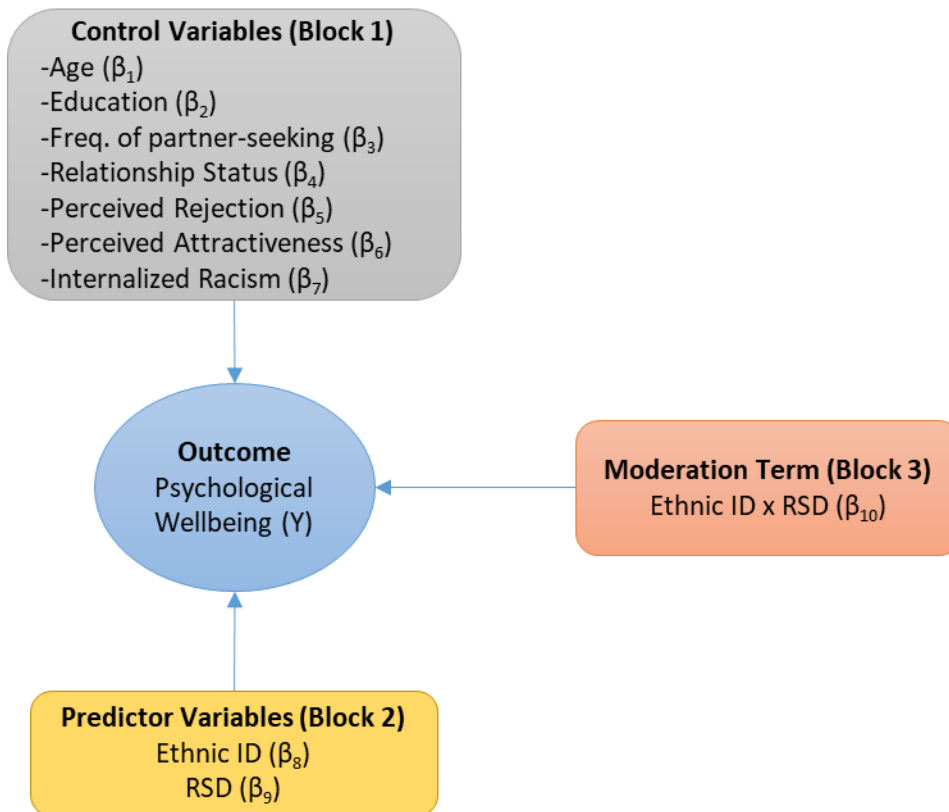 Control Variables (Block 1)
-Age (β₁)
-Education (β₂)
-Freq. of partner-seeking (β₃)
-Relationship Status (β₄)
-Perceived Rejection (β₅)
-Perceived Attractiveness (β₆)
-Internalized Racism (β₇)
Outcome
Psychological
Wellbeing (Y)
Moderation Term (Block 3)
Ethnic ID x RSD (β₁₀)
Predictor Variables (Block 2)
Ethnic ID (β₈)
RSD (β₉)